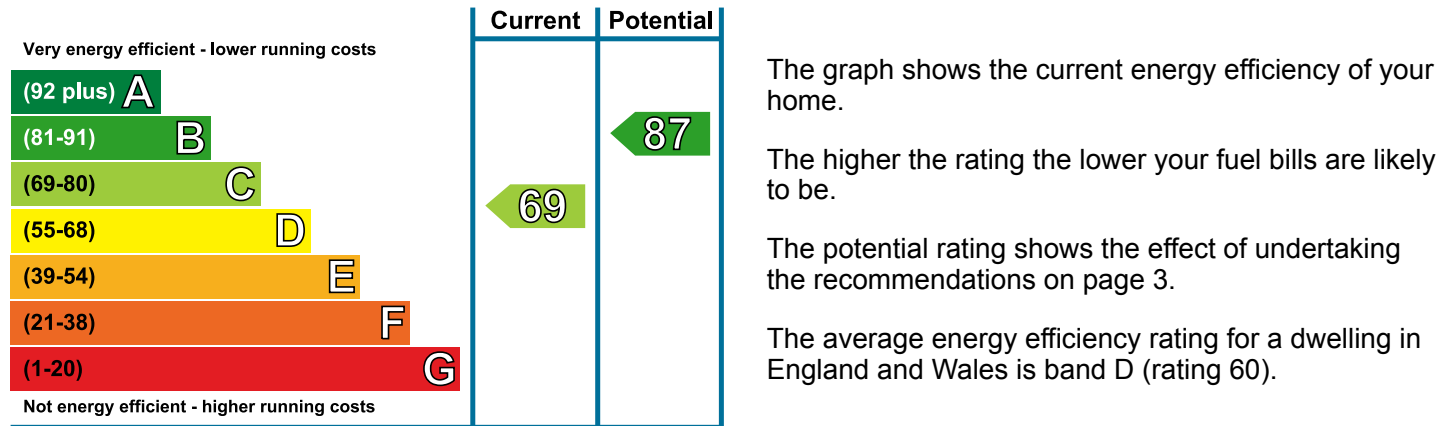 Current Potential
Very energy efficient - lower running costs
(92 plus) A
(81-91) B
87
(69-80) C
69
(55-68) D
(39-54) E
(21-38) F
(1-20) G
Not energy efficient - higher running costs
The graph shows the current energy efficiency of your
home.
The higher the rating the lower your fuel bills are likely
to be.
The potential rating shows the effect of undertaking
the recommendations on page 3.
The average energy efficiency rating for a dwelling in
England and Wales is band D (rating 60).